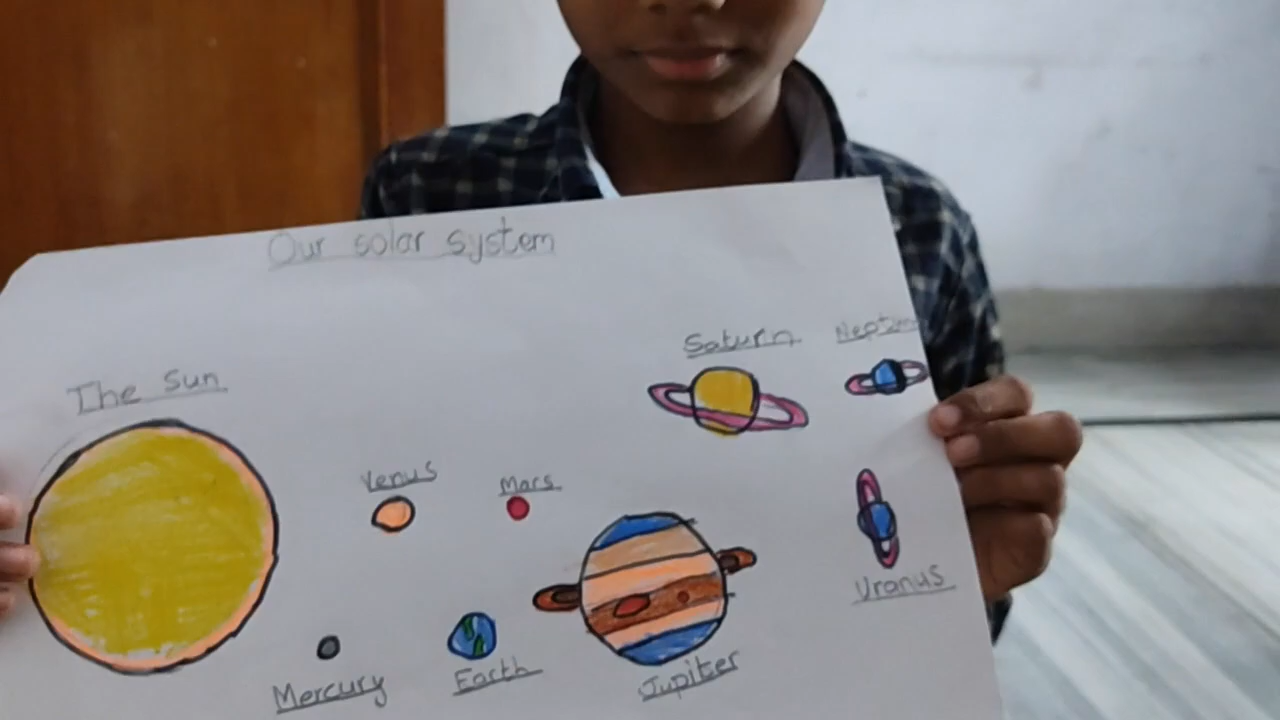 Our solar system
The Sun
Saturn
Venus
Mars
Uranus
Mercury
Earth
Jupiter